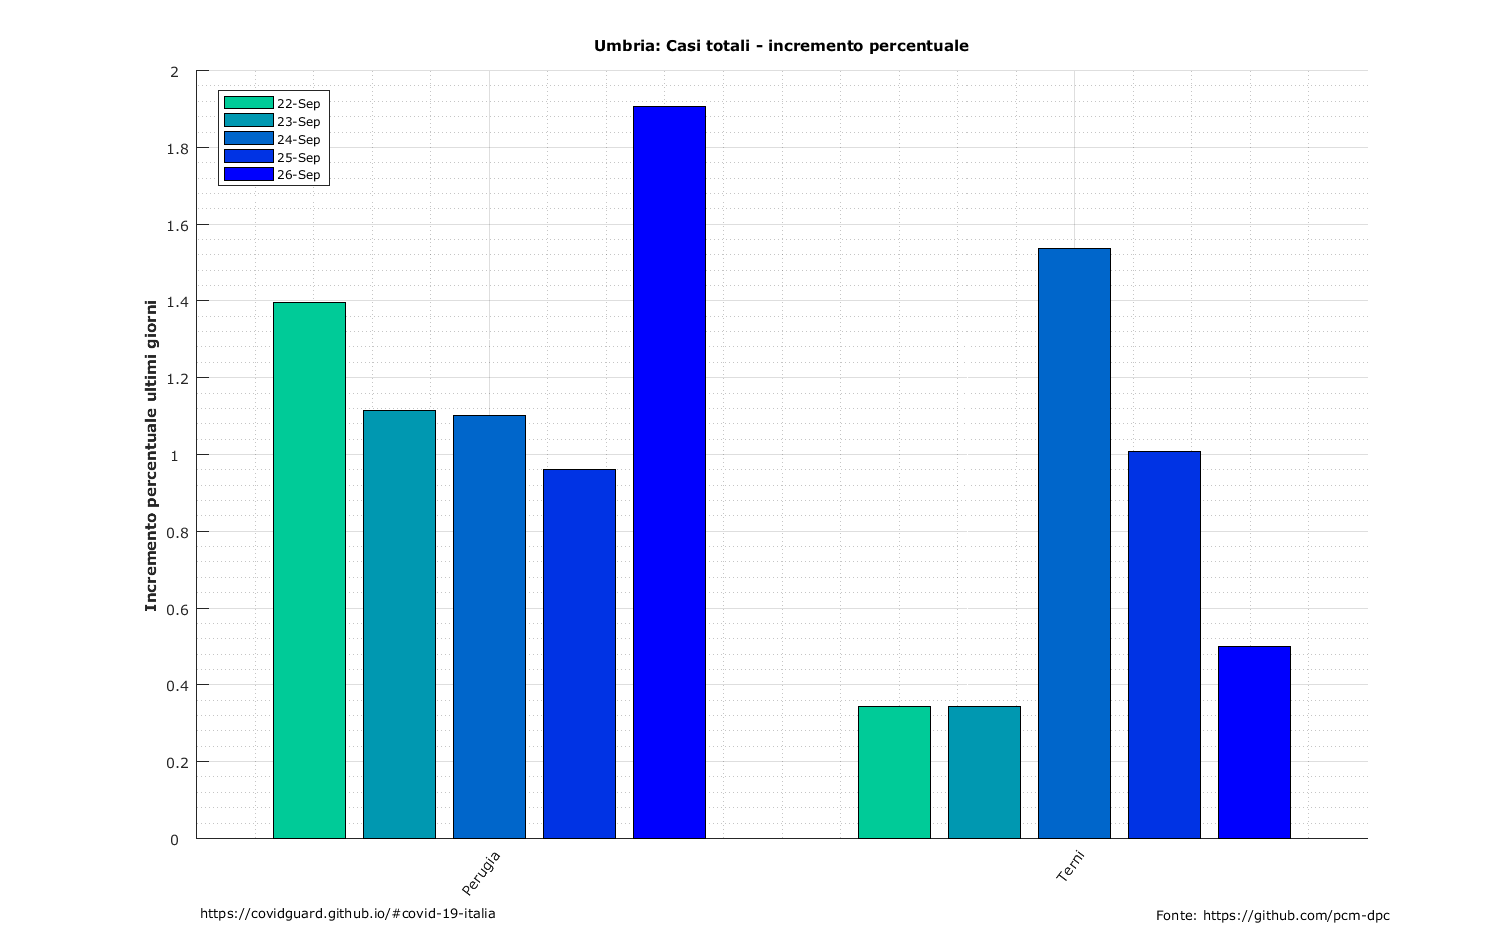 Umbria: Casi totali - incremento percentuale
2
1.8
1.6
1.4
1.2
1
0.8
0.6
0.4
0.2
0
22-Sep
23-Sep
24-Sep
25-Sep
26-Sep
Incremento percentuale ultimi giorni
Perugia
Terni
https://covidguard.github.io/#covid-19-italia
Fonte: https://github.com/pcm-dpc